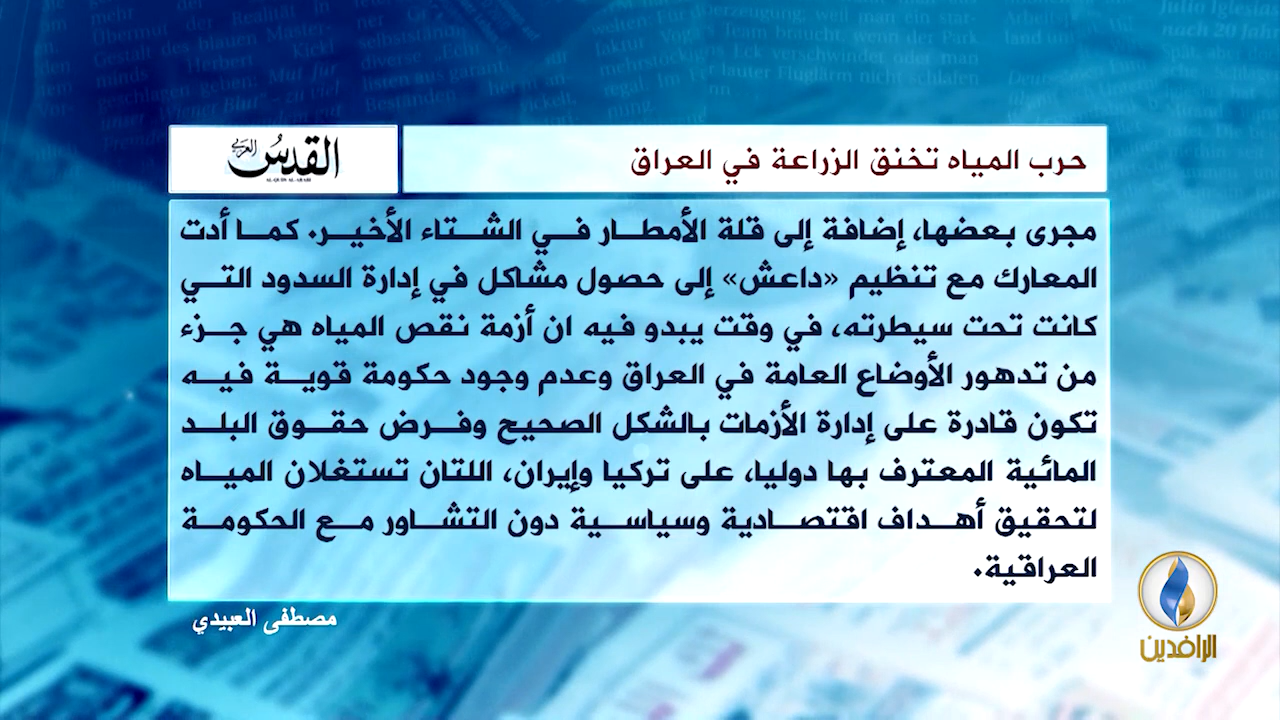 القدس العربي
AL-QUDS AL-ARABI
حرب المياه تخنق الزراعة في العراق
مجرى بعضها، إضافة إلى قلة الأمطار في الشتاء الأخير. كما أدت
المعارك مع تنظيم «داعش» إلى حصول مشاكل في إدارة السدود التي
كانت تحت سيطرته، في وقت يبدو فيه ان أزمة نقص المياه هي جزء
من تدهور الأوضاع العامة في العراق وعدم وجود حكومة قوية فيه
تكون قادرة على إدارة الأزمات بالشكل الصحيح وفرض حقوق البلد
المائية المعترف بها دوليا، على تركيا وإيران، اللتان تستغلان المياه
لتحقيق أهداف اقتصادية وسياسية دون التشاور مع الحكومة
العراقية.
مصطفى العبيدي
الرافدين